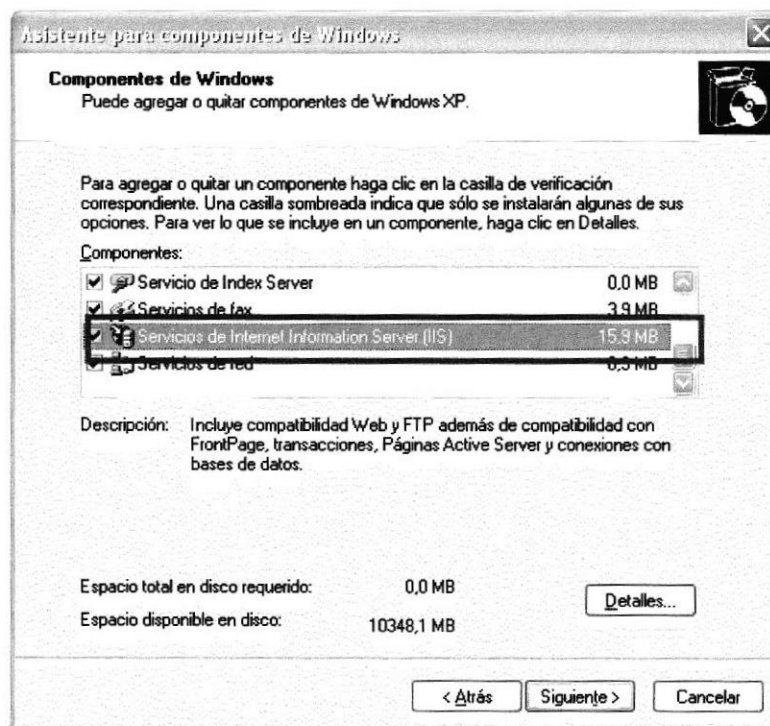 Asistente para componentes de Windows
Componentes de Windows
Puede agregar o quitar componentes de Windows XP.
Para agregar o quitar un componente haga clic en la casilla de verificación
correspondiente. Una casilla sombreada indica que sólo se instalarán algunas de sus
opciones. Para ver lo que se incluye en un componente, haga clic en Detalles.
Componentes:
Servicio de Index Server 0,0 MB
Servicios de fax 3,9 MB
Servicios de Internet Information Server (IIS) 15,9 MB
Servicios de red 0,3 MB
Descripción: Incluye compatibilidad Web y FTP además de compatibilidad con
FrontPage, transacciones, Páginas Active Server y conexiones con
bases de datos.
Espacio total en disco requerido: 0,0 MB
Detalles...
Espacio disponible en disco: 10348,1 MB
< Atrás Siguiente > Cancelar